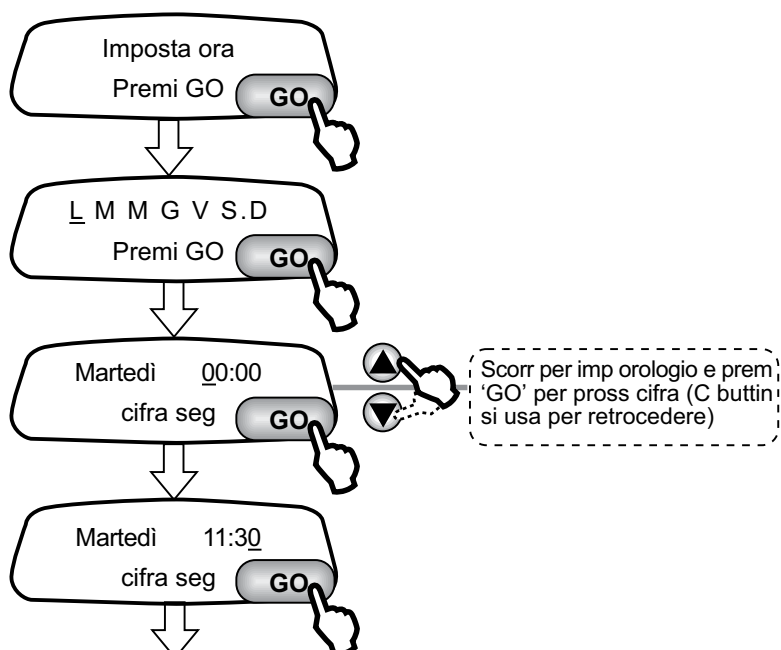 Imposta ora
Premi GO
GO
L M M G V S.D
Premi GO
GO
Martedì 00:00
cifra seg
GO
Scorr per imp orologio e prem
‘GO’ per pross cifra (C buttin
si usa per retrocedere)
Martedì 11:30
cifra seg
GO